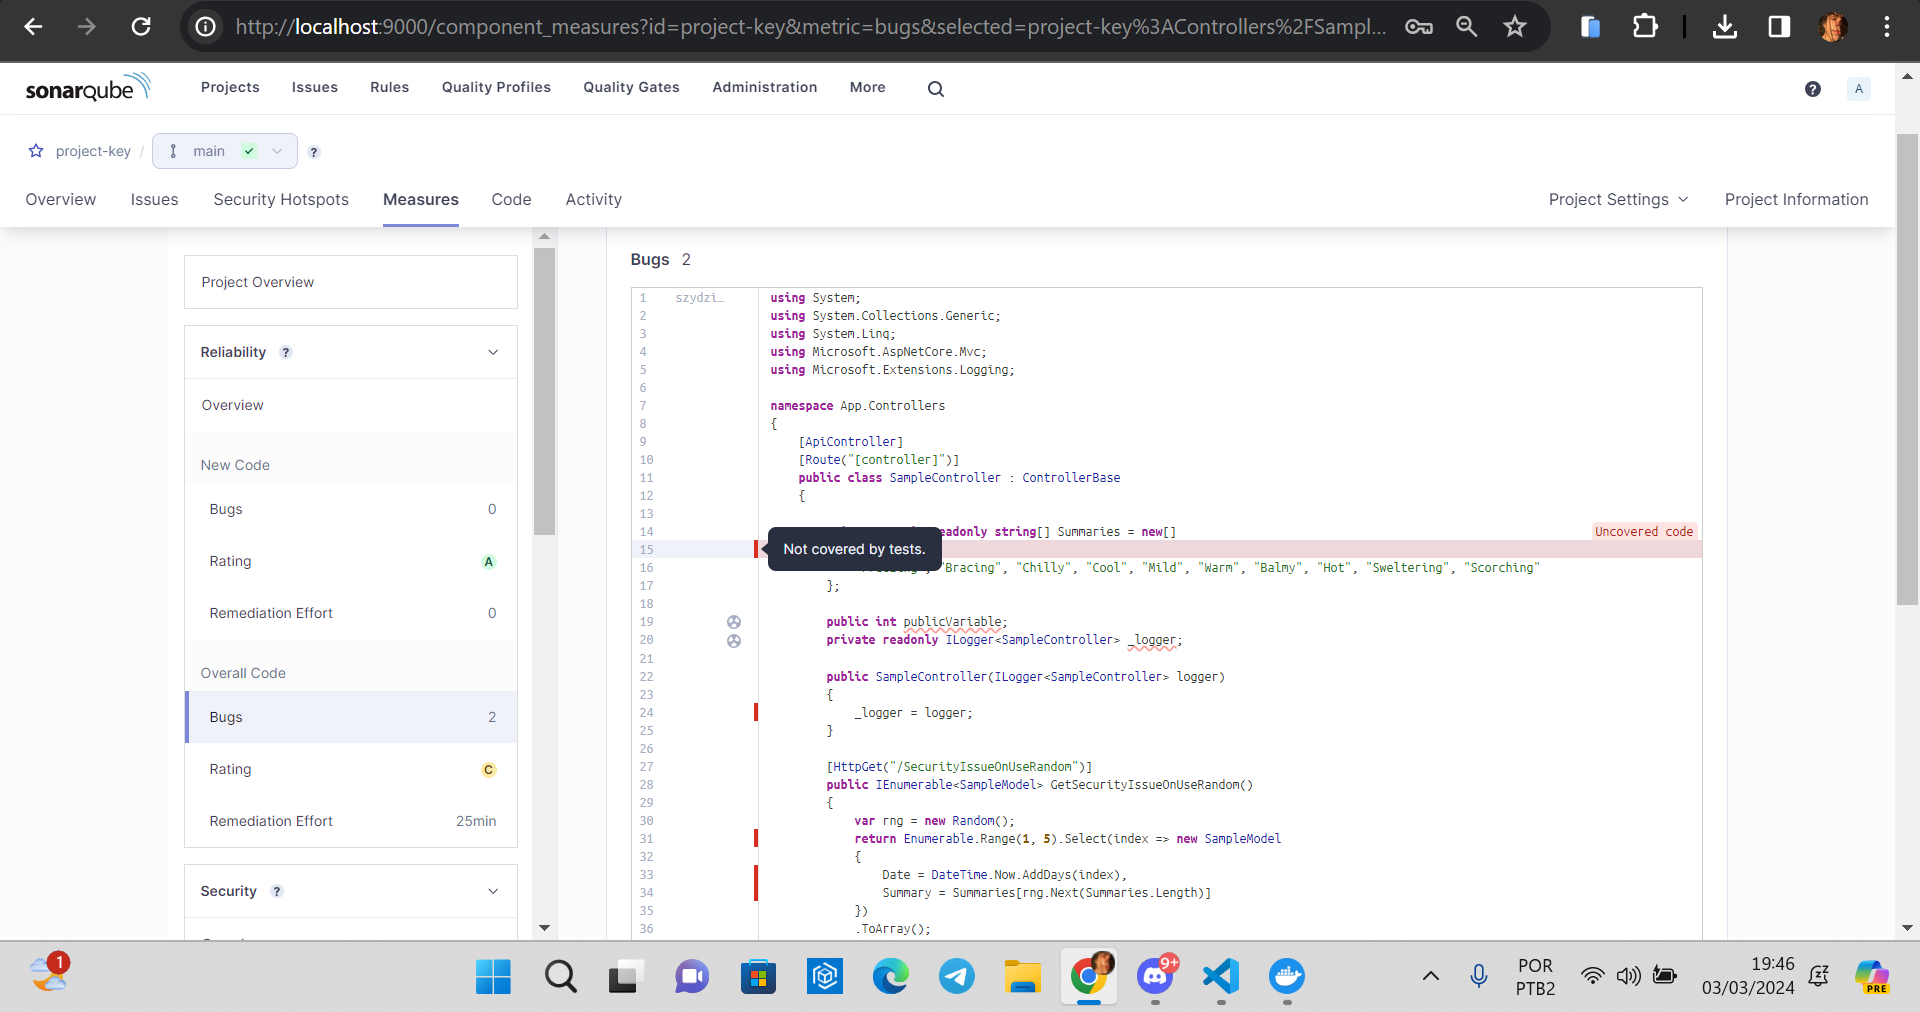 http://localhost:9000/component_measures?id=project-key&metric=bugs&selected=project-key%3AControllers%2FSampl...
sonarqube
Projects
Issues
Rules
Quality Profiles
Quality Gates
Administration
More
?
A
project-key / main ?
Overview
Issues
Security Hotspots
Measures
Code
Activity
Project Settings
Project Information
Project Overview
Reliability ?
Overview
New Code
Bugs 0
Rating A
Remediation Effort 0
Overall Code
Bugs 2
Rating C
Remediation Effort 25min
Security ?
Bugs 2
1 szydzi… using System;
2 using System.Collections.Generic;
3 using System.Linq;
4 using Microsoft.AspNetCore.Mvc;
5 using Microsoft.Extensions.Logging;
6
7 namespace App.Controllers
8 {
9 [ApiController]
10 [Route("[controller]")]
11 public class SampleController : ControllerBase
12 {
13
14 readonly string[] Summaries = new[] Uncovered code
15 Not covered by tests.
16 "Bracing", "Chilly", "Cool", "Mild", "Warm", "Balmy", "Hot", "Sweltering", "Scorching"
17 };
18
19 public int publicVariable;
20 private readonly ILogger<SampleController> _logger;
21
22 public SampleController(ILogger<SampleController> logger)
23 {
24 _logger = logger;
25 }
26
27 [HttpGet("/SecurityIssueOnUseRandom")]
28 public IEnumerable<SampleModel> GetSecurityIssueOnUseRandom()
29 {
30 var rng = new Random();
31 return Enumerable.Range(1, 5).Select(index => new SampleModel
32 {
33 Date = DateTime.Now.AddDays(index),
34 Summary = Summaries[rng.Next(Summaries.Length)]
35 })
36 .ToArray();
1
9+
POR
PTB2
19:46
03/03/2024
PRE